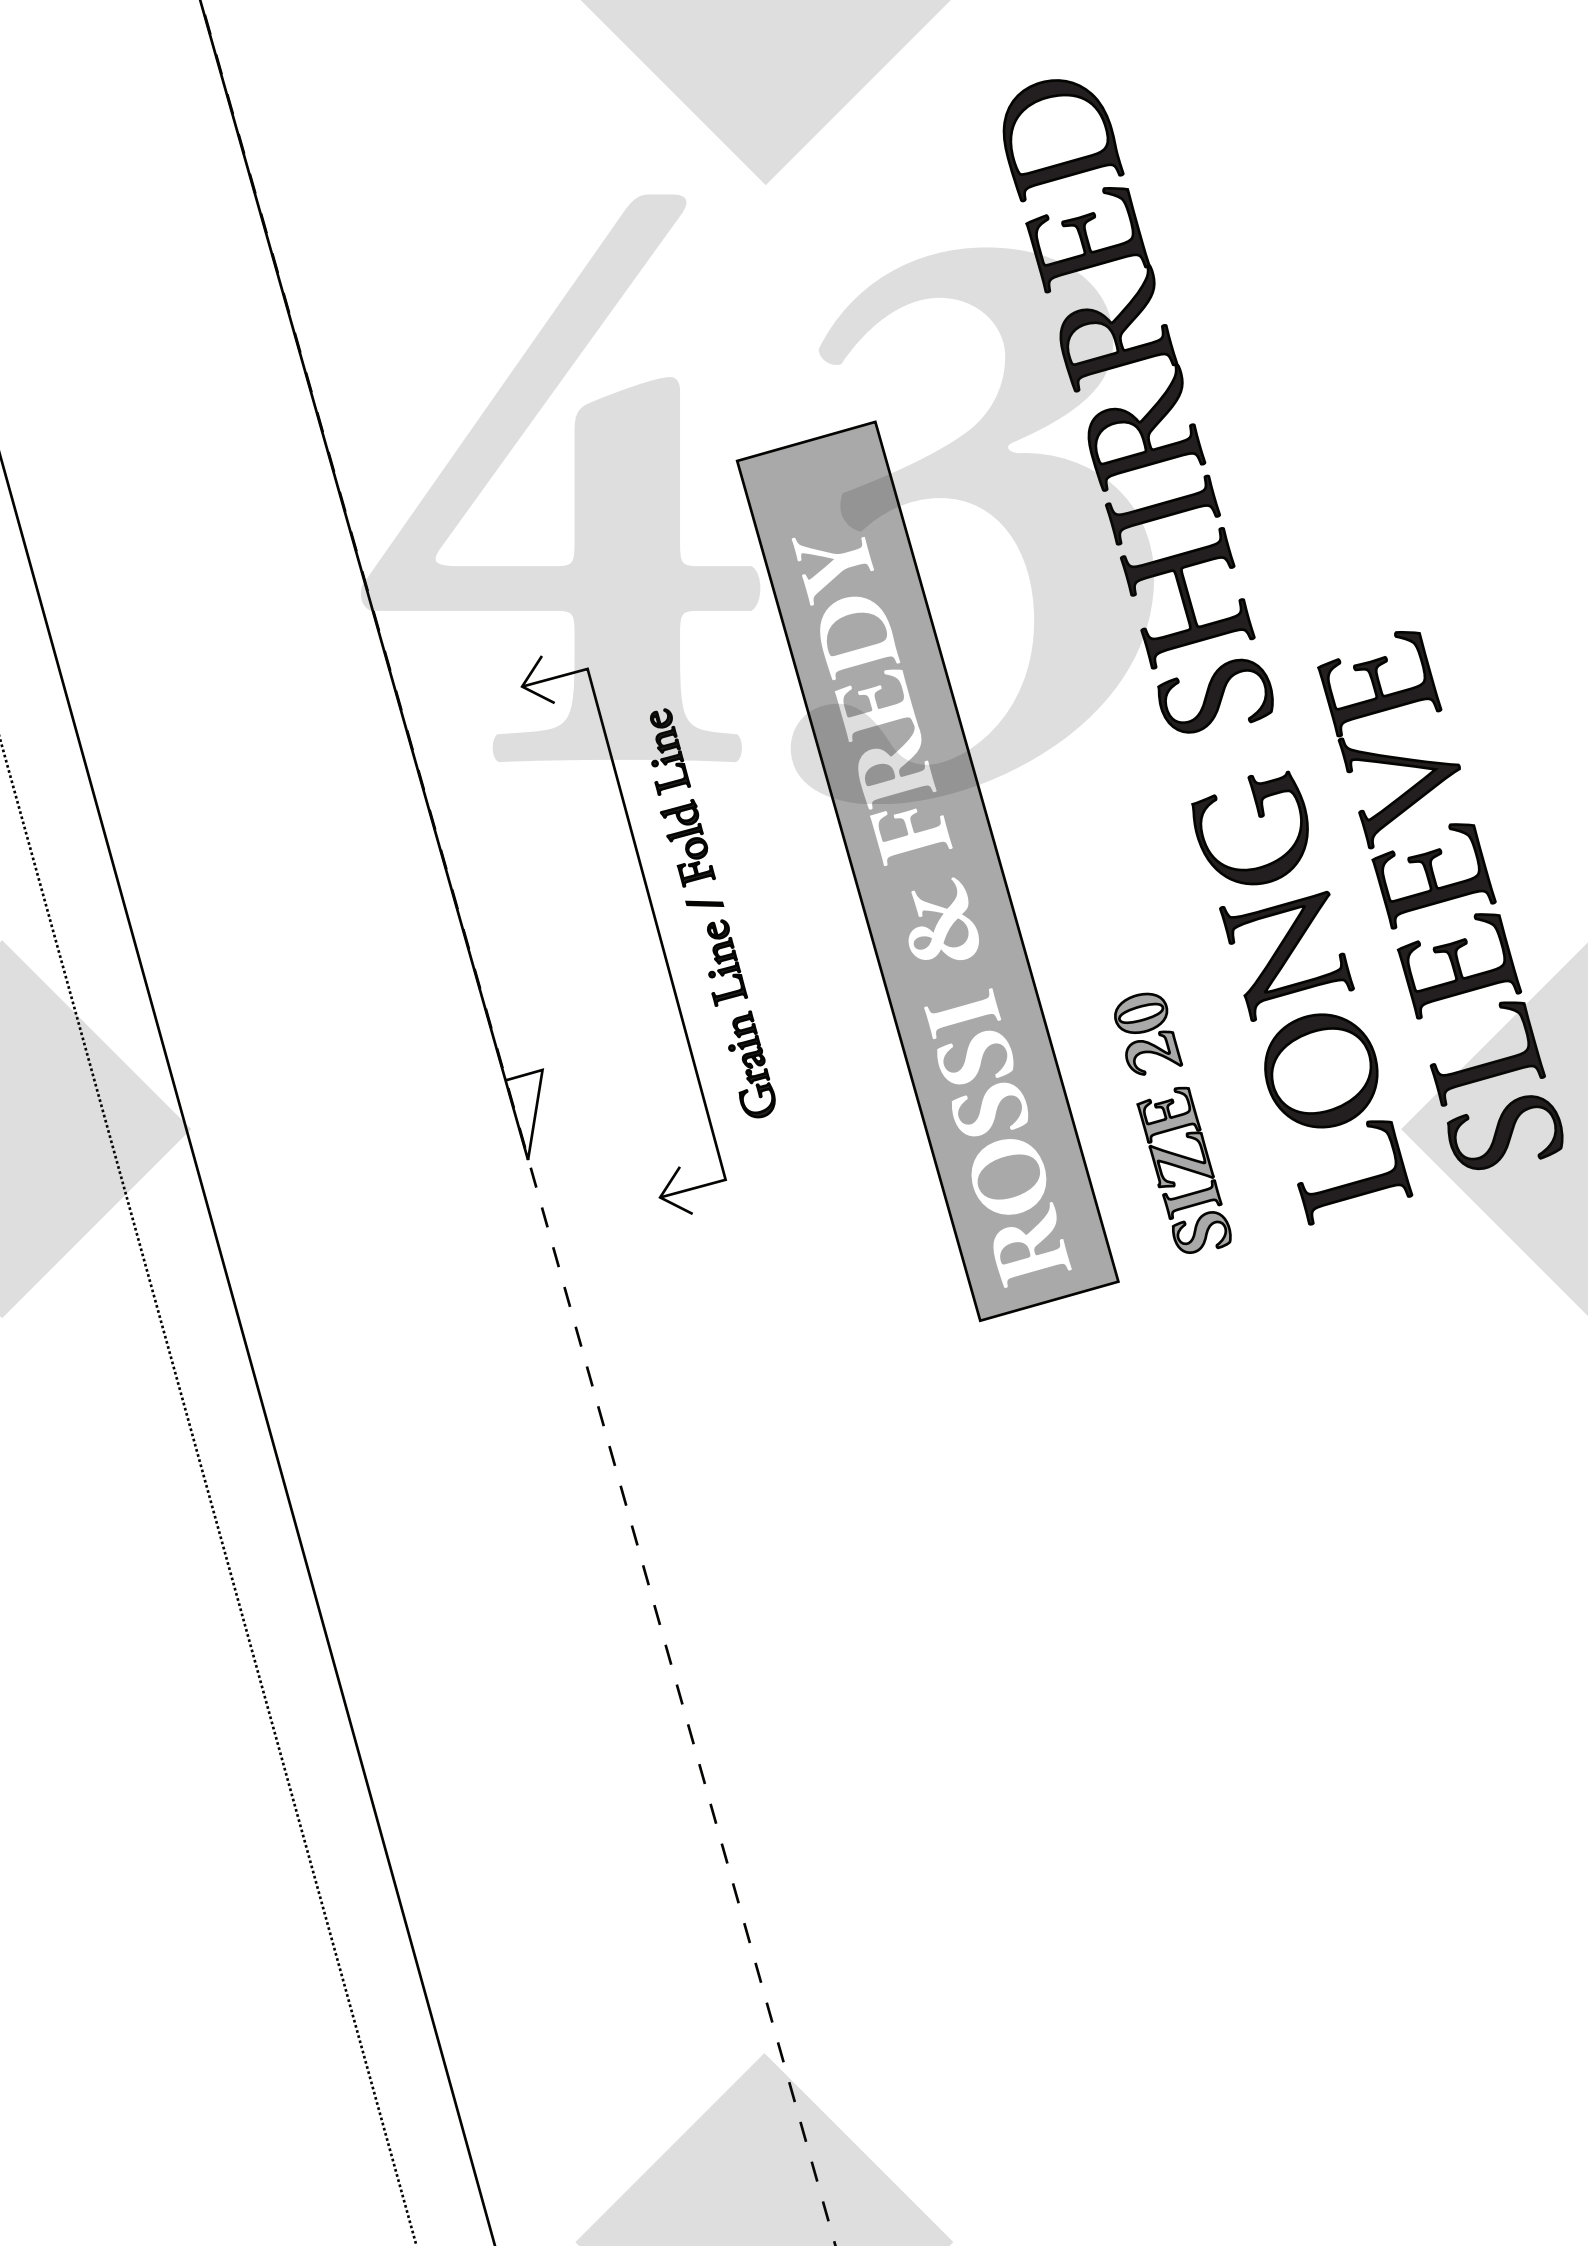 43
Grain Line / Fold Line
ROSSI & FREDY
SIZE 20
LONG SHIRRED
SLEEVE